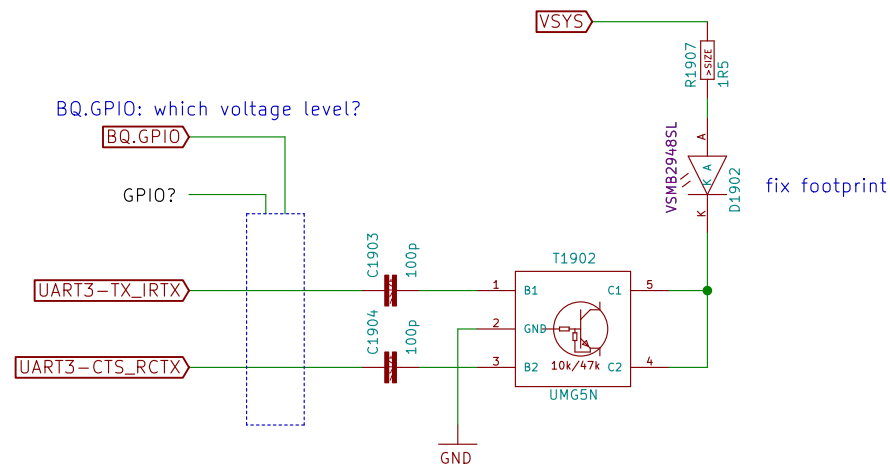 VSYS
R1907
>SIZE
1R5
BQ.GPIO: which voltage level?
BQ.GPIO
GPIO?
VSMB2948SL
A
K A
K
D1902
fix footprint
C1903
100p
T1902
UART3-TX_IRTX
1
B1
C1
5
2
GND
C1904
100p
UART3-CTS_RCTX
3
B2
10k/47k
C2
4
UMG5N
GND